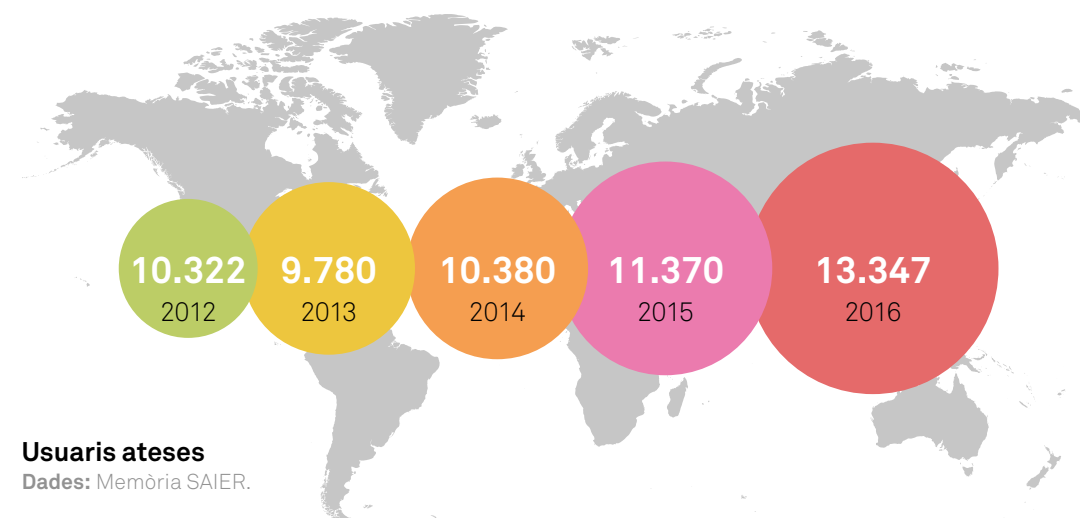 10.322 9.780 10.380 11.370 13.347
2012 2013 2014 2015 2016
Usuaris ateses
Dades: Memòria SAIER.